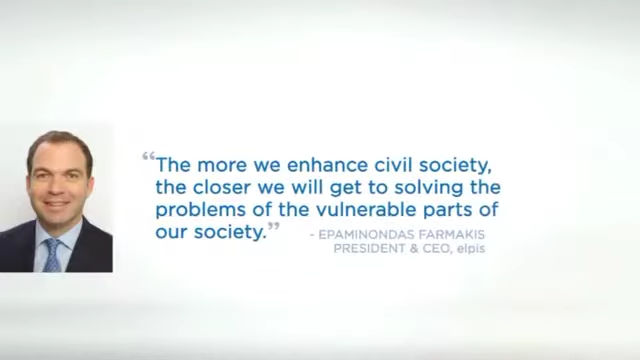 “The more we enhance civil society,
the closer we will get to solving the
problems of the vulnerable parts of
our society.” - EPAMINONDAS FARMAKIS
PRESIDENT & CEO, elpis